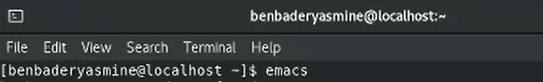 benbaderyasmine@localhost:~
File Edit View Search Terminal Help
[benbaderyasmine@localhost ~]$ emacs